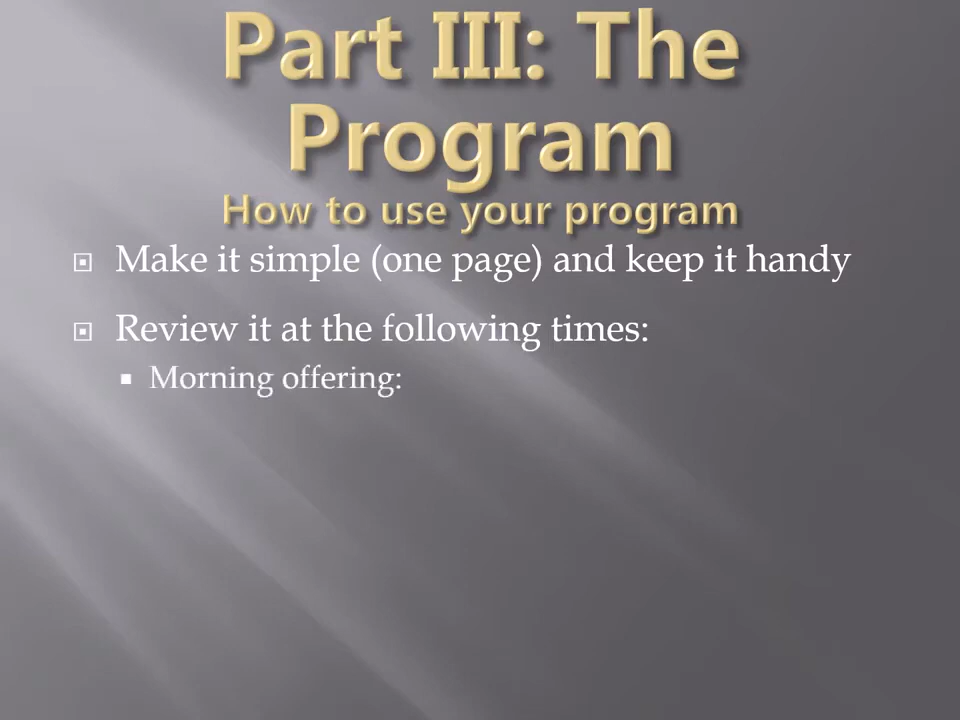 Part III: The
Program
How to use your program
Make it simple (one page) and keep it handy
Review it at the following times:
Morning offering: